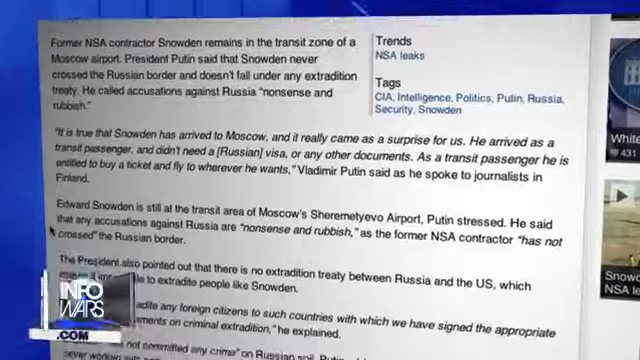 Former NSA contractor Snowden remains in the transit zone of a
Moscow airport. President Putin said that Snowden never
crossed the Russian border and doesn't fall under any extradition
treaty. He called accusations against Russia "nonsense and
rubbish."
Trends
NSA leaks
Tags
CIA, Intelligence, Politics, Putin, Russia,
Security, Snowden
"It is true that Snowden has arrived to Moscow, and it really came as a surprise for us. He arrived as a
transit passenger, and didn't need a [Russian] visa, or any other documents. As a transit passenger he is
entitled to buy a ticket and fly to wherever he wants," Vladimir Putin said as he spoke to journalists in
Finland.
Edward Snowden is still at the transit area of Moscow's Sheremetyevo Airport, Putin stressed. He said
that any accusations against Russia are "nonsense and rubbish," as the former NSA contractor "has not
crossed" the Russian border.
The President also pointed out that there is no extradition treaty between Russia and the US, which
to extradite people like Snowden.
any foreign citizens to such countries with which we have signed the appropriate
on criminal extradition," he explained.
not committed any crime" on Russian soil, Putin
White
431
Snowd
NSA le
INFO
WARS
.COM